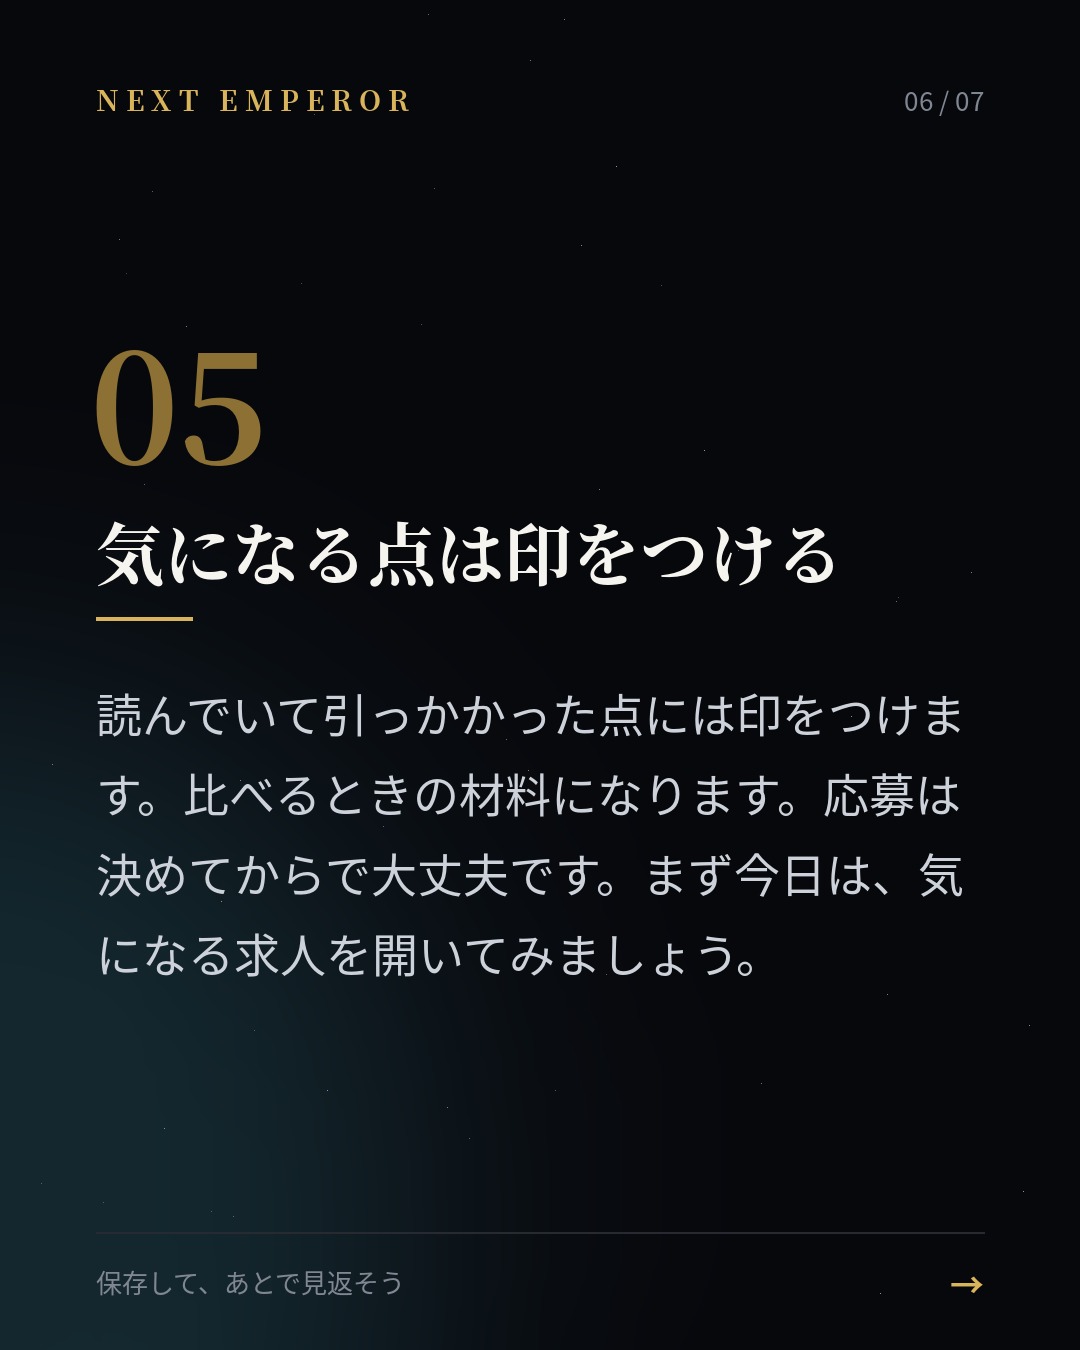 NEXT EMPEROR
06 / 07
05
気になる点は印をつける
読んでいて引っかかった点には印をつけま
す。比べるときの材料になります。応募は
決めてからで大丈夫です。まず今日は、気
になる求人を開いてみましょう。
保存して、あとで見返そう
→